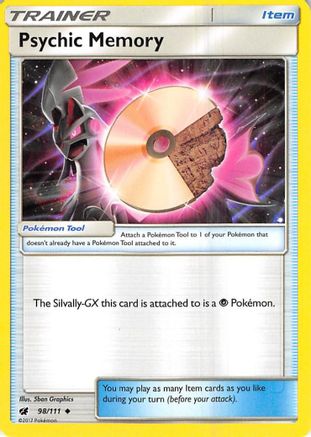 TRAINER Item
Psychic Memory
Pokémon Tool
Attach a Pokémon Tool to 1 of your Pokémon that
doesn't already have a Pokémon Tool attached to it.
The Silvally-GX this card is attached to is a Pokémon.
You may play as many Item cards as you like
during your turn (before your attack).
Illus. 5ban Graphics
98/111
©2017 Pokémon